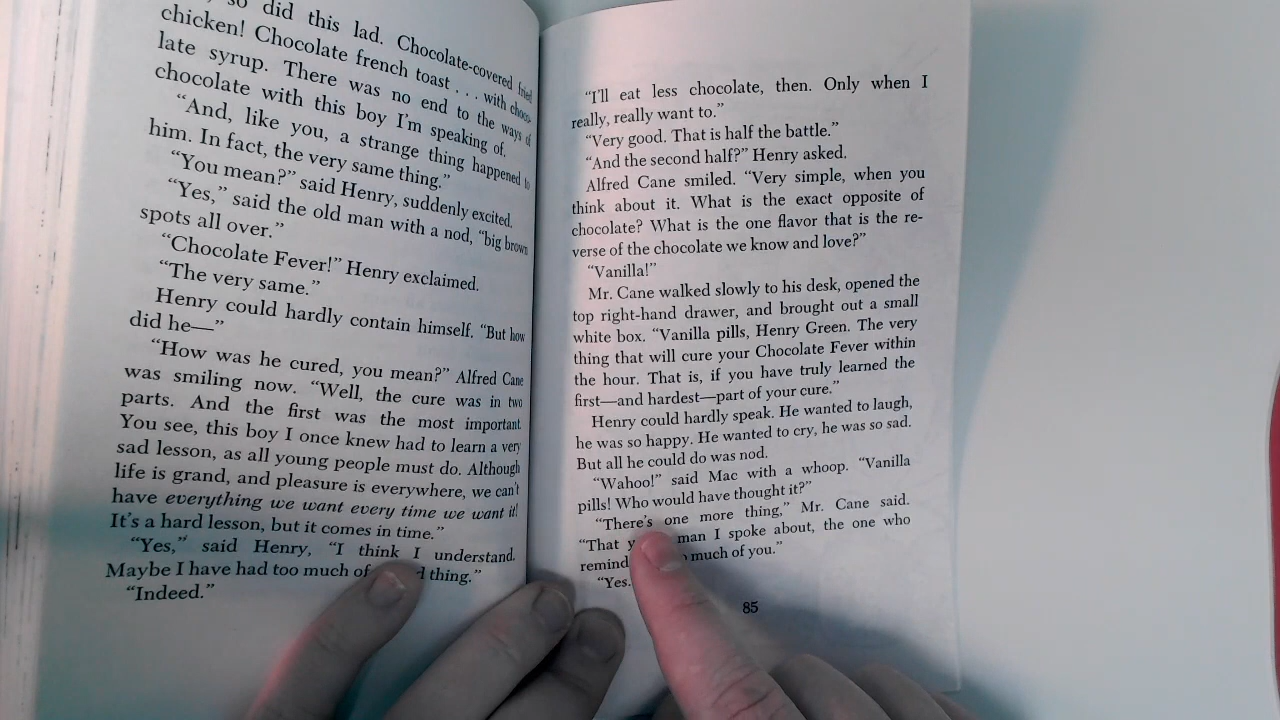 so did this lad. Chocolate-covered fried
chicken! Chocolate french toast . . . with choco-
late syrup. There was no end to the ways of
chocolate with this boy I'm speaking of.
“And, like you, a strange thing happened to
him. In fact, the very same thing.”
“You mean?” said Henry, suddenly excited.
“Yes,” said the old man with a nod, “big brown
spots all over.”
“Chocolate Fever!” Henry exclaimed.
“The very same.”
Henry could hardly contain himself. “But how
did he—”
“How was he cured, you mean?” Alfred Cane
was smiling now. “Well, the cure was in two
parts. And the first was the most important.
You see, this boy I once knew had to learn a very
sad lesson, as all young people must do. Although
life is grand, and pleasure is everywhere, we can't
have everything we want every time we want it!
It's a hard lesson, but it comes in time.”
“Yes,” said Henry, “I think I understand.
Maybe I have had too much of thing.”
“Indeed.”
“I'll eat less chocolate, then. Only when I
really, really want to.”
“Very good. That is half the battle.”
“And the second half?” Henry asked.
Alfred Cane smiled. “Very simple, when you
think about it. What is the exact opposite of
chocolate? What is the one flavor that is the re-
verse of the chocolate we know and love?”
“Vanilla!”
Mr. Cane walked slowly to his desk, opened the
top right-hand drawer, and brought out a small
white box. “Vanilla pills, Henry Green. The very
thing that will cure your Chocolate Fever within
the hour. That is, if you have truly learned the
first—and hardest—part of your cure.”
Henry could hardly speak. He wanted to laugh,
he was so happy. He wanted to cry, he was so sad.
But all he could do was nod.
“Wahoo!” said Mac with a whoop. “Vanilla
pills! Who would have thought it?”
“There's one more thing,” Mr. Cane said.
“That man I spoke about, the one who
much of you.”
“Yes.
85